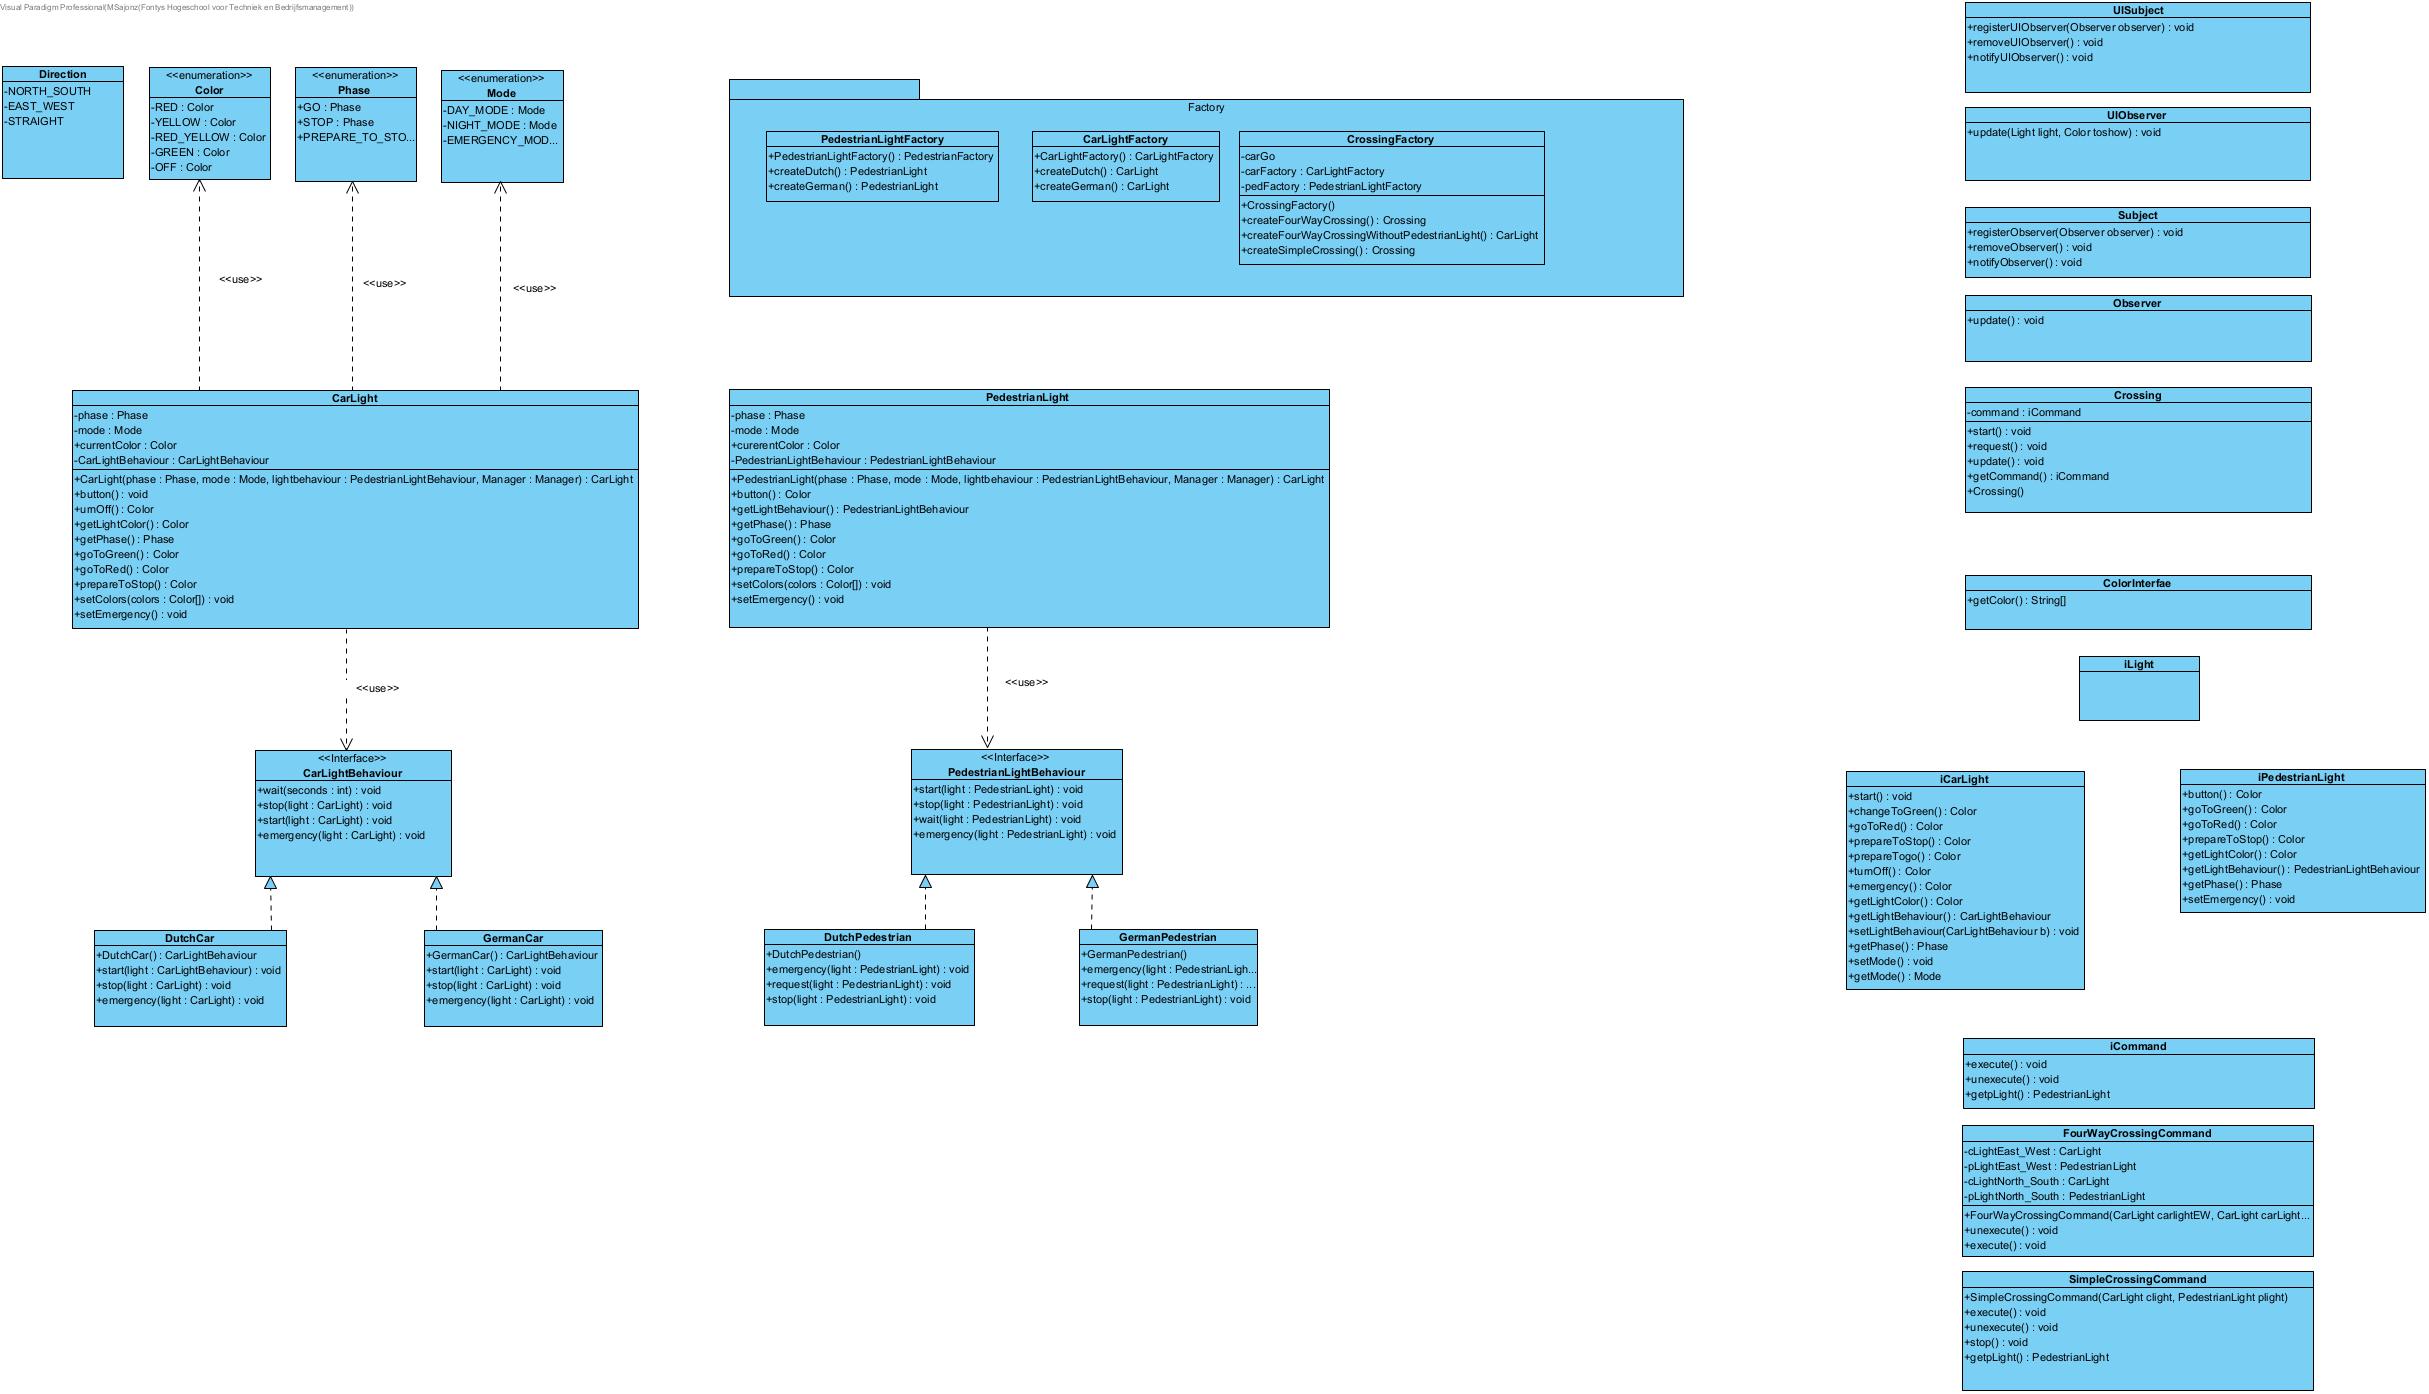 Visual Paradigm Professional(MSajonz(Fontys Hogeschool voor Techniek en Bedrijfsmanagement))
Direction
-NORTH_SOUTH
-EAST_WEST
-STRAIGHT
<<enumeration>>
Color
-RED : Color
-YELLOW : Color
-RED_YELLOW : Color
-GREEN : Color
-OFF : Color
<<enumeration>>
Phase
+GO : Phase
+STOP : Phase
+PREPARE_TO_STO...
<<enumeration>>
Mode
-DAY_MODE : Mode
-NIGHT_MODE : Mode
-EMERGENCY_MOD...
<<use>>
<<use>>
<<use>>
Factory
PedestrianLightFactory
+PedestrianLightFactory() : PedestrianFactory
+createDutch() : PedestrianLight
+createGerman() : PedestrianLight
CarLightFactory
+CarLightFactory() : CarLightFactory
+createDutch() : CarLight
+createGerman() : CarLight
CrossingFactory
-carGo
-carFactory : CarLightFactory
-pedFactory : PedestrianLightFactory
+CrossingFactory()
+createFourWayCrossing() : Crossing
+createFourWayCrossingWithoutPedestrianLight() : CarLight
+createSimpleCrossing() : Crossing
CarLight
-phase : Phase
-mode : Mode
+currentColor : Color
-CarLightBehaviour : CarLightBehaviour
+CarLight(phase : Phase, mode : Mode, lightbehaviour : PedestrianLightBehaviour, Manager : Manager) : CarLight
+button() : void
+urnOff() : Color
+getLightColor() : Color
+getPhase() : Phase
+goToGreen() : Color
+goToRed() : Color
+prepareToStop() : Color
+setColors(colors : Color[]) : void
+setEmergency() : void
<<use>>
<<Interface>>
CarLightBehaviour
+wait(seconds : int) : void
+stop(light : CarLight) : void
+start(light : CarLight) : void
+emergency(light : CarLight) : void
DutchCar
+DutchCar() : CarLightBehaviour
+start(light : CarLightBehaviour) : void
+stop(light : CarLight) : void
+emergency(light : CarLight) : void
GermanCar
+GermanCar() : CarLightBehaviour
+start(light : CarLight) : void
+stop(light : CarLight) : void
+emergency(light : CarLight) : void
PedestrianLight
-phase : Phase
-mode : Mode
+curerentColor : Color
-PedestrianLightBehaviour : PedestrianLightBehaviour
+PedestrianLight(phase : Phase, mode : Mode, lightbehaviour : PedestrianLightBehaviour, Manager : Manager) : CarLight
+button() : Color
+getLightBehaviour() : PedestrianLightBehaviour
+getPhase() : Phase
+goToGreen() : Color
+goToRed() : Color
+prepareToStop() : Color
+setColors(colors : Color[]) : void
+setEmergency() : void
<<use>>
<<Interface>>
PedestrianLightBehaviour
+start(light : PedestrianLight) : void
+stop(light : PedestrianLight) : void
+wait(light : PedestrianLight) : void
+emergency(light : PedestrianLight) : void
DutchPedestrian
+DutchPedestrian()
+emergency(light : PedestrianLight) : void
+request(light : PedestrianLight) : void
+stop(light : PedestrianLight) : void
GermanPedestrian
+GermanPedestrian()
+emergency(light : PedestrianLigh...
+request(light : PedestrianLight) : ...
+stop(light : PedestrianLight) : void
UISubject
+registerUIObserver(Observer observer) : void
+removeUIObserver() : void
+notifyUIObserver() : void
UIObserver
+update(Light light, Color toshow) : void
Subject
+registerObserver(Observer observer) : void
+removeObserver() : void
+notifyObserver() : void
Observer
+update() : void
Crossing
-command : iCommand
+start() : void
+request() : void
+update() : void
+getCommand() : iCommand
+Crossing()
ColorInterfae
+getColor() : String[]
iLight
iCarLight
+start() : void
+changeToGreen() : Color
+goToRed() : Color
+prepareToStop() : Color
+prepareTogo() : Color
+turnOff() : Color
+emergency() : Color
+getLightColor() : Color
+getLightBehaviour() : CarLightBehaviour
+setLightBehaviour(CarLightBehaviour b) : void
+getPhase() : Phase
+setMode() : void
+getMode() : Mode
iPedestrianLight
+button() : Color
+goToGreen() : Color
+goToRed() : Color
+prepareToStop() : Color
+getLightColor() : Color
+getLightBehaviour() : PedestrianLightBehaviour
+getPhase() : Phase
+setEmergency() : void
iCommand
+execute() : void
+unexecute() : void
+getpLight() : PedestrianLight
FourWayCrossingCommand
-cLightEast_West : CarLight
-pLightEast_West : PedestrianLight
-cLightNorth_South : CarLight
-pLightNorth_South : PedestrianLight
+FourWayCrossingCommand(CarLight carlightEW, CarLight carLight...
+unexecute() : void
+execute() : void
SimpleCrossingCommand
+SimpleCrossingCommand(CarLight clight, PedestrianLight plight)
+execute() : void
+unexecute() : void
+stop() : void
+getpLight() : PedestrianLight